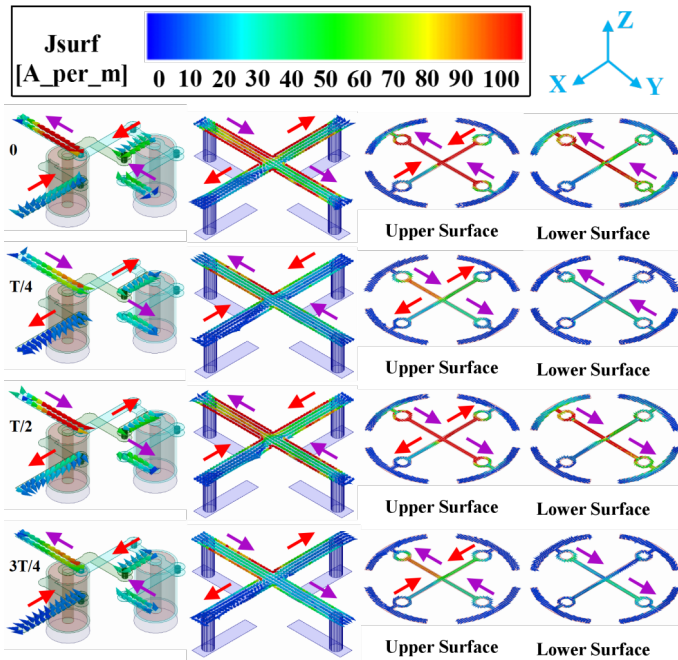 Jsurf
[A_per_m]
0 10 20 30 40 50 60 70 80 90 100
Z
X
Y
0
Upper Surface
Lower Surface
T/4
Upper Surface
Lower Surface
T/2
Upper Surface
Lower Surface
3T/4
Upper Surface
Lower Surface